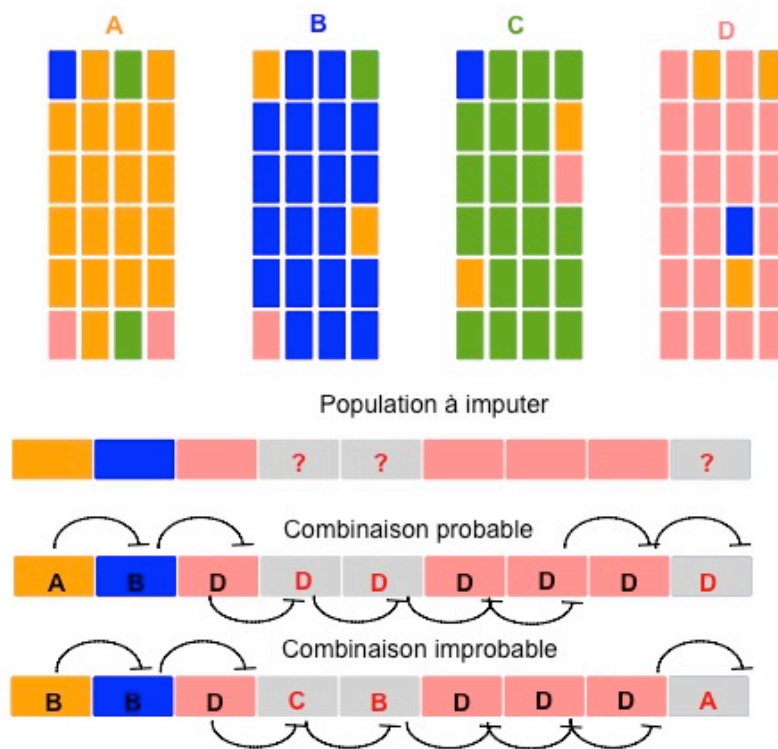 A B C D
Population à imputer
? ? ?
Combinaison probable
A B D D D D D D D
Combinaison improbable
B B D C B D D D A